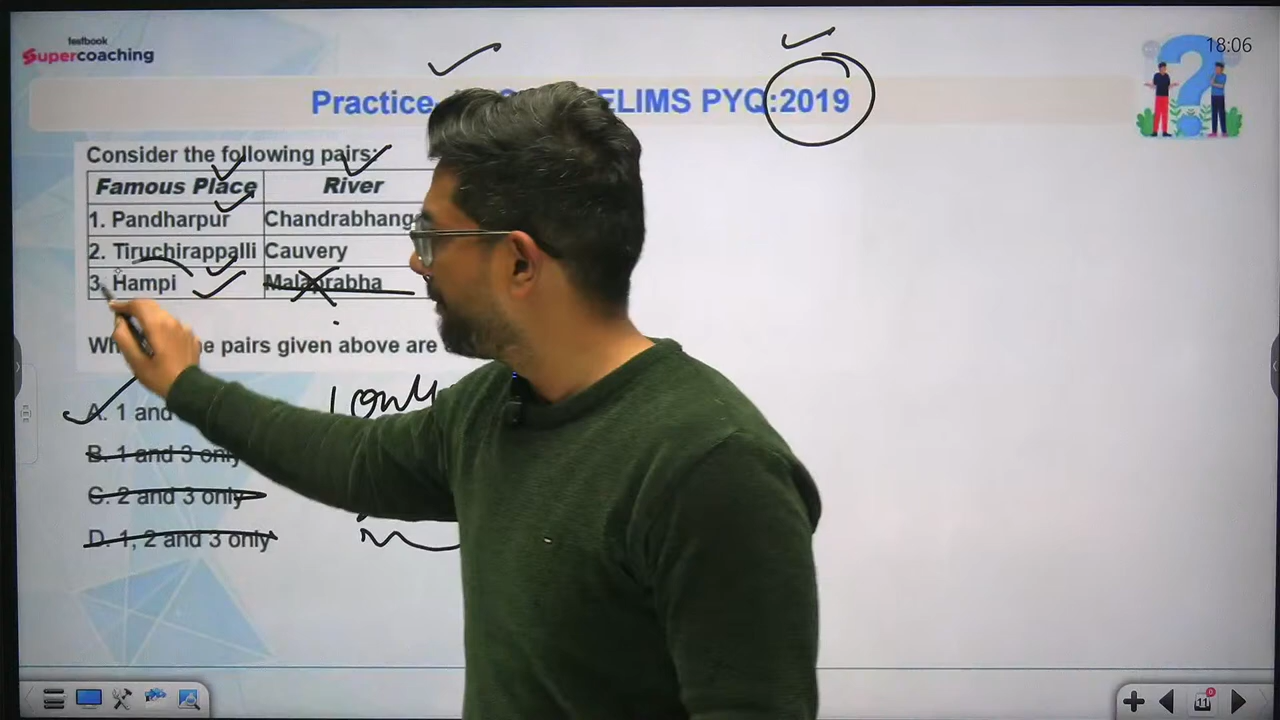 testbook
Supercoaching
18:06
Practice ELIMS PYQ:2019
Consider the following pairs:
Famous Place River
1. Pandharpur Chandrabhang
2. Tiruchirappalli Cauvery
3. Hampi Malaprabha
pairs given above are
1 only
A. 1 and
B. 1 and 3 only
C. 2 and 3 only
D. 1, 2 and 3 only
11